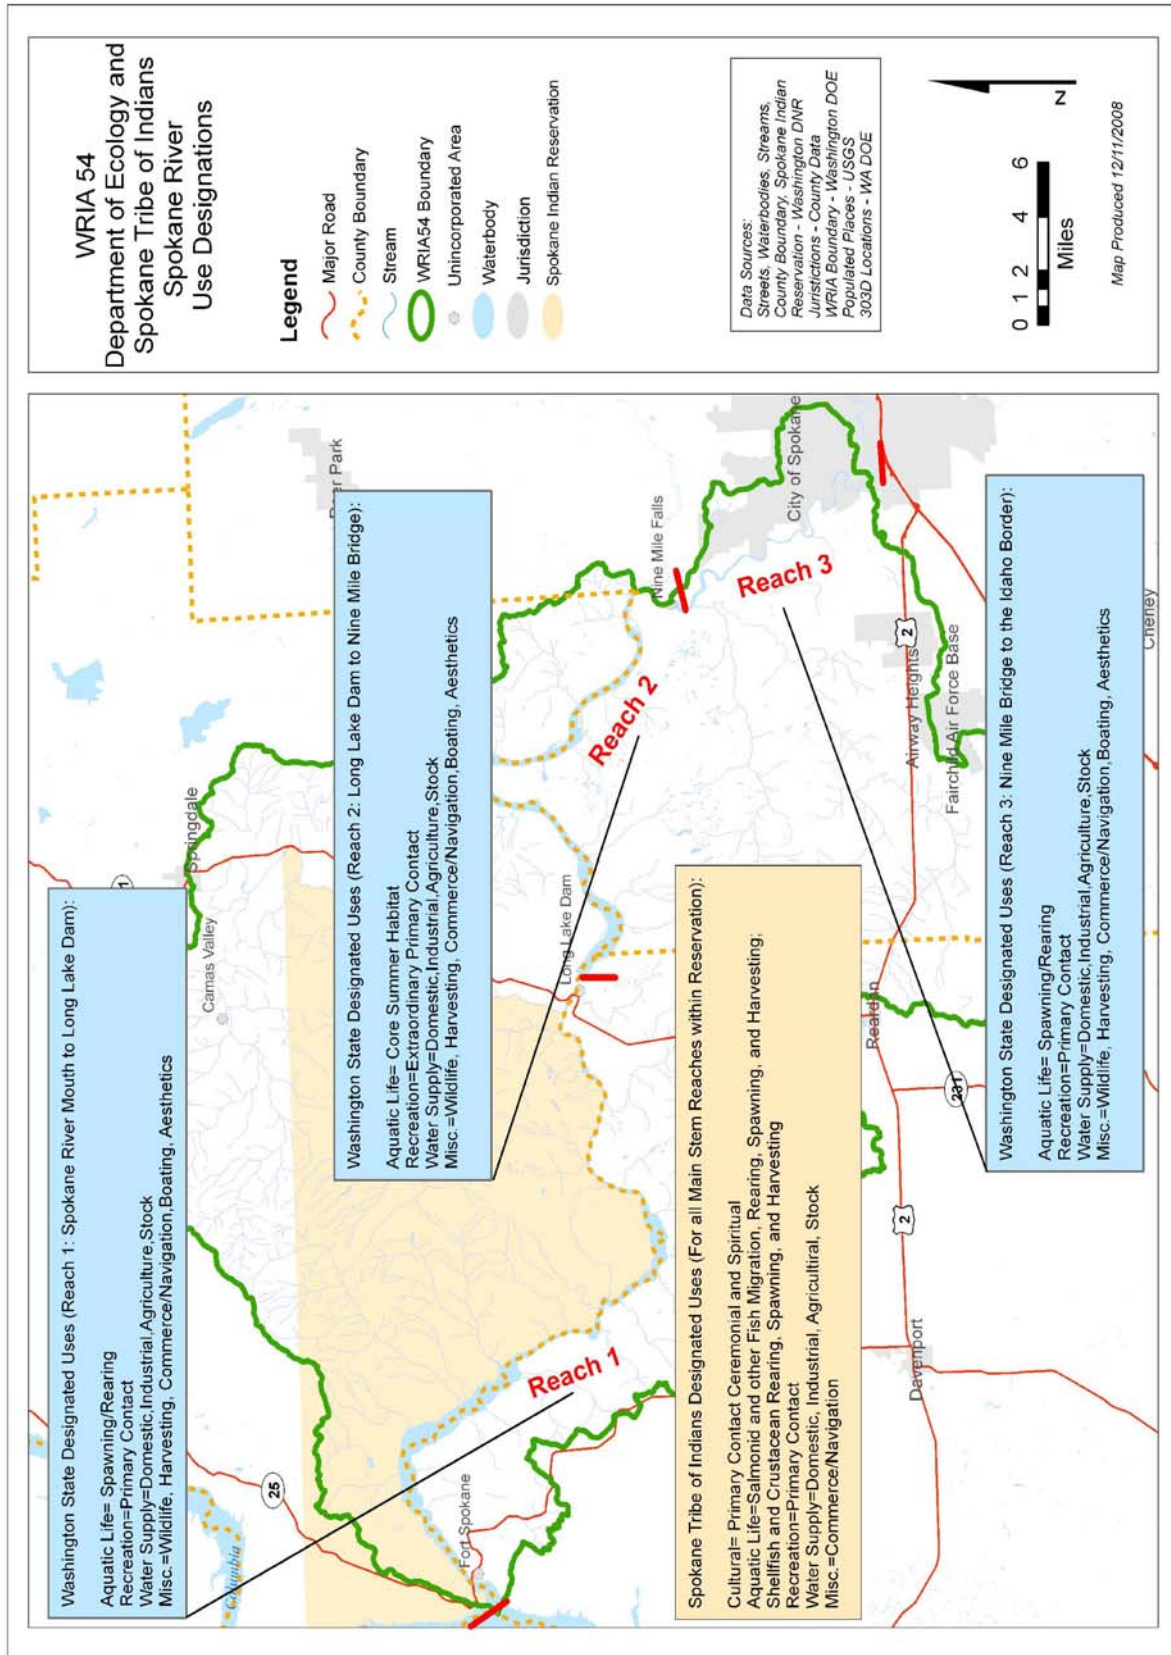 WRIA 54
Department of Ecology and
Spokane Tribe of Indians
Spokane River
Use Designations
Legend
Major Road
County Boundary
Stream
WRIA54 Boundary
Unincorporated Area
Waterbody
Jurisdiction
Spokane Indian Reservation
Data Sources:
Streets, Waterbodies, Streams,
County Boundary, Spokane Indian
Reservation - Washington DNR
Jurisdictions - County Data
WRIA Boundary - Washington DOE
Populated Places - USGS
303D Locations - WA DOE
N
0 1 2 4 6
Miles
Map Produced 12/11/2008
Washington State Designated Uses (Reach 1: Spokane River Mouth to Long Lake Dam):
Aquatic Life= Spawning/Rearing
Recreation=Primary Contact
Water Supply=Domestic,Industrial,Agriculture,Stock
Misc.=Wildlife, Harvesting, Commerce/Navigation,Boating, Aesthetics
Washington State Designated Uses (Reach 2: Long Lake Dam to Nine Mile Bridge):
Aquatic Life= Core Summer Habitat
Recreation=Extraordinary Primary Contact
Water Supply=Domestic,Industrial,Agriculture,Stock
Misc.=Wildlife, Harvesting, Commerce/Navigation,Boating, Aesthetics
Spokane Tribe of Indians Designated Uses (For all Main Stem Reaches within Reservation):
Cultural= Primary Contact Ceremonial and Spiritual
Aquatic Life=Salmonid and other Fish Migration, Rearing, Spawning, and Harvesting;
Shellfish and Crustacean Rearing, Spawning, and Harvesting
Recreation=Primary Contact
Water Supply=Domestic, Industrial, Agricultiral, Stock
Misc.=Commerce/Navigation
Washington State Designated Uses (Reach 3: Nine Mile Bridge to the Idaho Border):
Aquatic Life= Spawning/Rearing
Recreation=Primary Contact
Water Supply=Domestic,Industrial,Agriculture,Stock
Misc.=Wildlife, Harvesting, Commerce/Navigation,Boating, Aesthetics
Columbia
25
Camas Valley
Springdale
Park
Fort Spokane
Reach 1
Long Lake Dam
Reach 2
Nine Mile Falls
Reach 3
City of Spokane
Davenport
2
231
Reardan
Airway Heights
2
Fairchild Air Force Base
Cheney